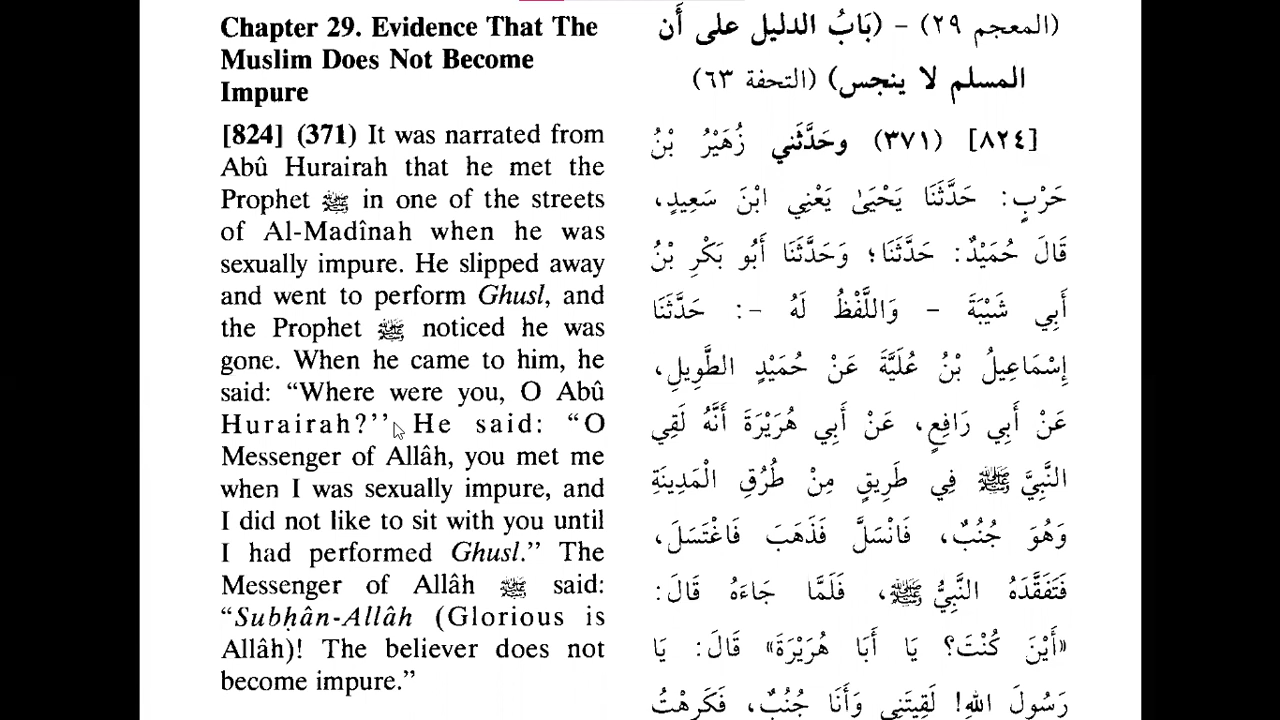 Chapter 29. Evidence That The
Muslim Does Not Become
Impure
[824] (371) It was narrated from
Abû Hurairah that he met the
Prophet ﷺ in one of the streets
of Al-Madînah when he was
sexually impure. He slipped away
and went to perform Ghusl, and
the Prophet ﷺ noticed he was
gone. When he came to him, he
said: “Where were you, O Abû
Hurairah?’’ He said: “O
Messenger of Allâh, you met me
when I was sexually impure, and
I did not like to sit with you until
I had performed Ghusl.” The
Messenger of Allâh ﷺ said:
“Subḥân-Allâh (Glorious is
Allâh)! The believer does not
become impure.”
(المعجم ٢٩) - (بَابُ الدليل على أَن
المسلم لا ينجس) (التحفة ٦٣)
[٨٢٤] (٣٧١) وحَدَّثَني زُهَيْرُ بْنُ
حَرْبٍ: حَدَّثَنَا يَحْيَىٰ يَعْنِي ابْنَ سَعِيدٍ،
قَالَ حُمَيْدٌ: حَدَّثَنَا؛ وَحَدَّثَنَا أَبُو بَكْرِ بْنُ
أَبِي شَيْبَةَ - وَاللَّفْظُ لَهُ -: حَدَّثَنَا
إِسْمَاعِيلُ بْنُ عُلَيَّةَ عَنْ حُمَيْدٍ الطَّوِيلِ،
عَنْ أَبِي رَافِعٍ، عَنْ أَبِي هُرَيْرَةَ أَنَّهُ لَقِيَ
النَّبِيَّ ﷺ فِي طَرِيقٍ مِنْ طُرُقِ الْمَدِينَةِ
وَهُوَ جُنُبٌ، فَانْسَلَّ فَذَهَبَ فَاغْتَسَلَ،
فَتَفَقَّدَهُ النَّبِيُّ ﷺ، فَلَمَّا جَاءَهُ قَالَ:
«أَيْنَ كُنْتَ؟ يَا أَبَا هُرَيْرَةَ» قَالَ: يَا
رَسُولَ اللهِ! لَقِيتَنِي وَأَنَا جُنُبٌ، فَكَرِهْتُ